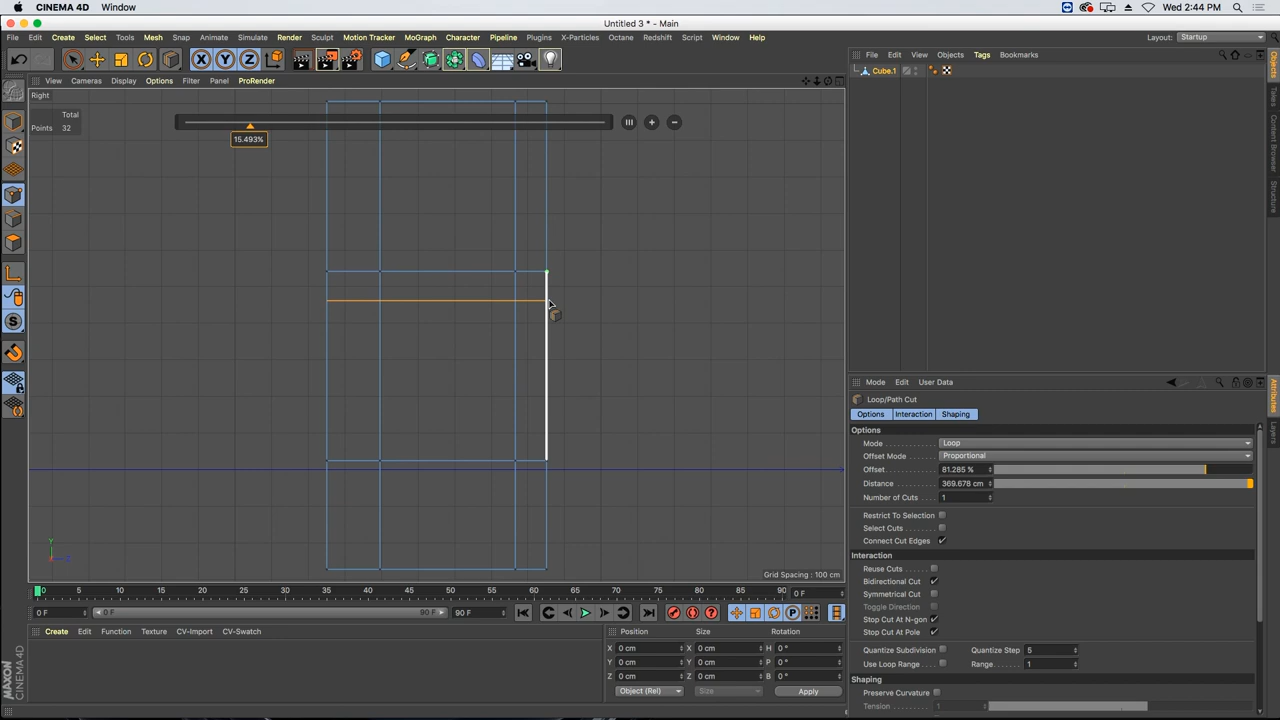 CINEMA 4D Window Wed 2:44 PM
Untitled 3 * - Main
File Edit Create Select Tools Mesh Snap Animate Simulate Render Sculpt Motion Tracker MoGraph Character Pipeline Plugins X-Particles Octane Redshift Script Window Help Layout: Startup
X Y Z
File Edit View Objects Tags Bookmarks
View Cameras Display Options Filter Panel ProRender
Cube.1
Right
Total
Points 32
15.493%
Objects
Takes
Content Browser
Structure
Mode Edit User Data
Loop/Path Cut
Options Interaction Shaping
Options
Mode Loop
Offset Mode Proportional
Offset 81.285 %
Distance 369.678 cm
Number of Cuts 1
Restrict To Selection
Select Cuts
Connect Cut Edges
Interaction
Reuse Cuts
Bidirectional Cut
Symmetrical Cut
Toggle Direction
Stop Cut At N-gon
Stop Cut At Pole
Quantize Subdivision Quantize Step 5
Use Loop Range Range 1
Shaping
Preserve Curvature
Tension 1
Attributes
Layers
Y
Z
Grid Spacing : 100 cm
0 5 10 15 20 25 30 35 40 45 50 55 60 65 70 75 80 85 90 0 F
0 F 0 F 90 F 90 F
Create Edit Function Texture CV-Import CV-Swatch
Position Size Rotation
X 0 cm X 0 cm H 0 °
Y 0 cm Y 0 cm P 0 °
Z 0 cm Z 0 cm B 0 °
Object (Rel) Size Apply
MAXON
CINEMA 4D